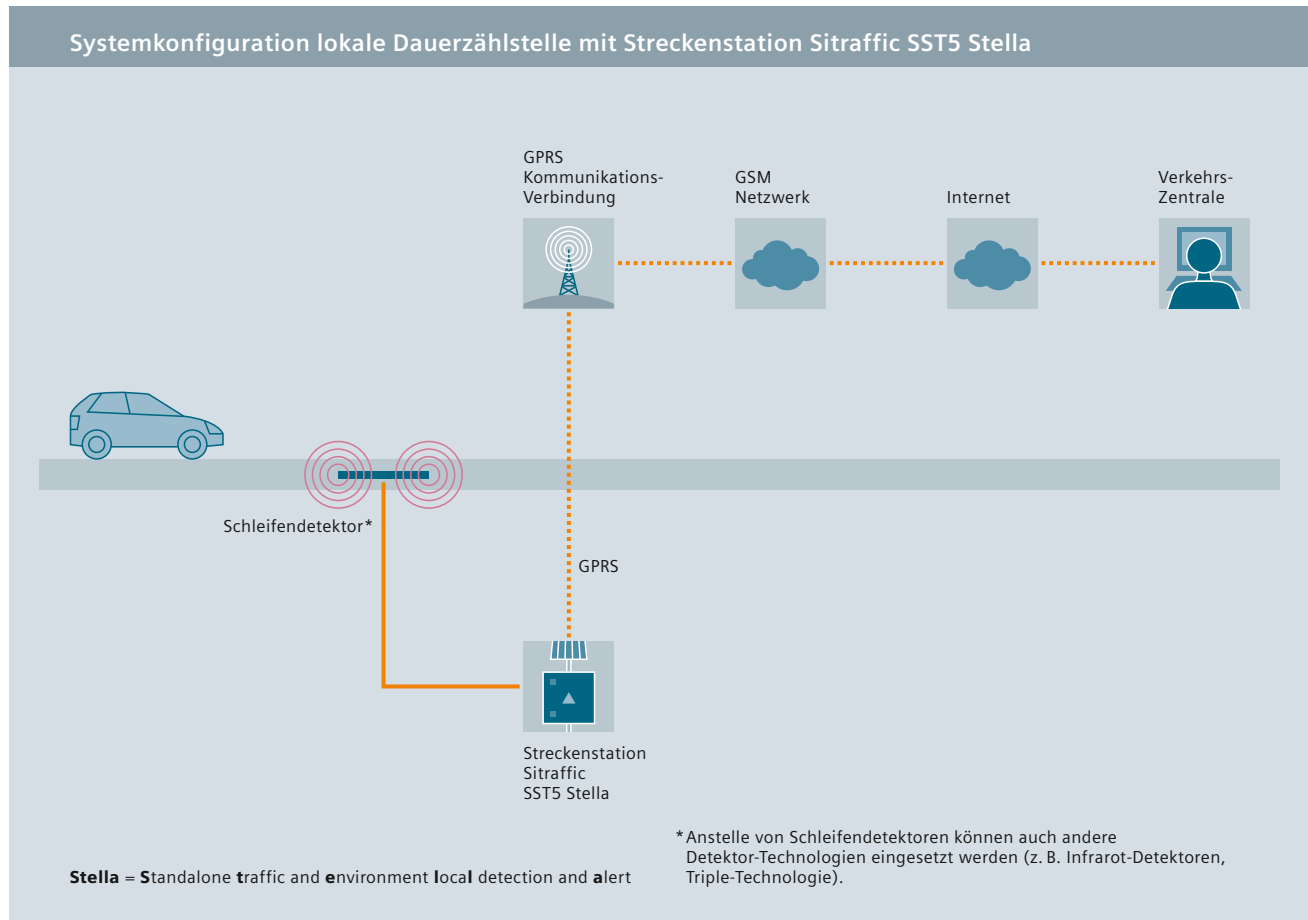 Systemkonfiguration lokale Dauerzählstelle mit Streckenstation Sitraffic SST5 Stella
GPRS
Kommunikations-
Verbindung
GSM
Netzwerk
Internet
Verkehrs-
Zentrale
Schleifendetektor*
GPRS
Streckenstation
Sitraffic
SST5 Stella
*Anstelle von Schleifendetektoren können auch andere
Detektor-Technologien eingesetzt werden (z. B. Infrarot-Detektoren,
Triple-Technologie).
Stella = Standalone traffic and environment local detection and alert